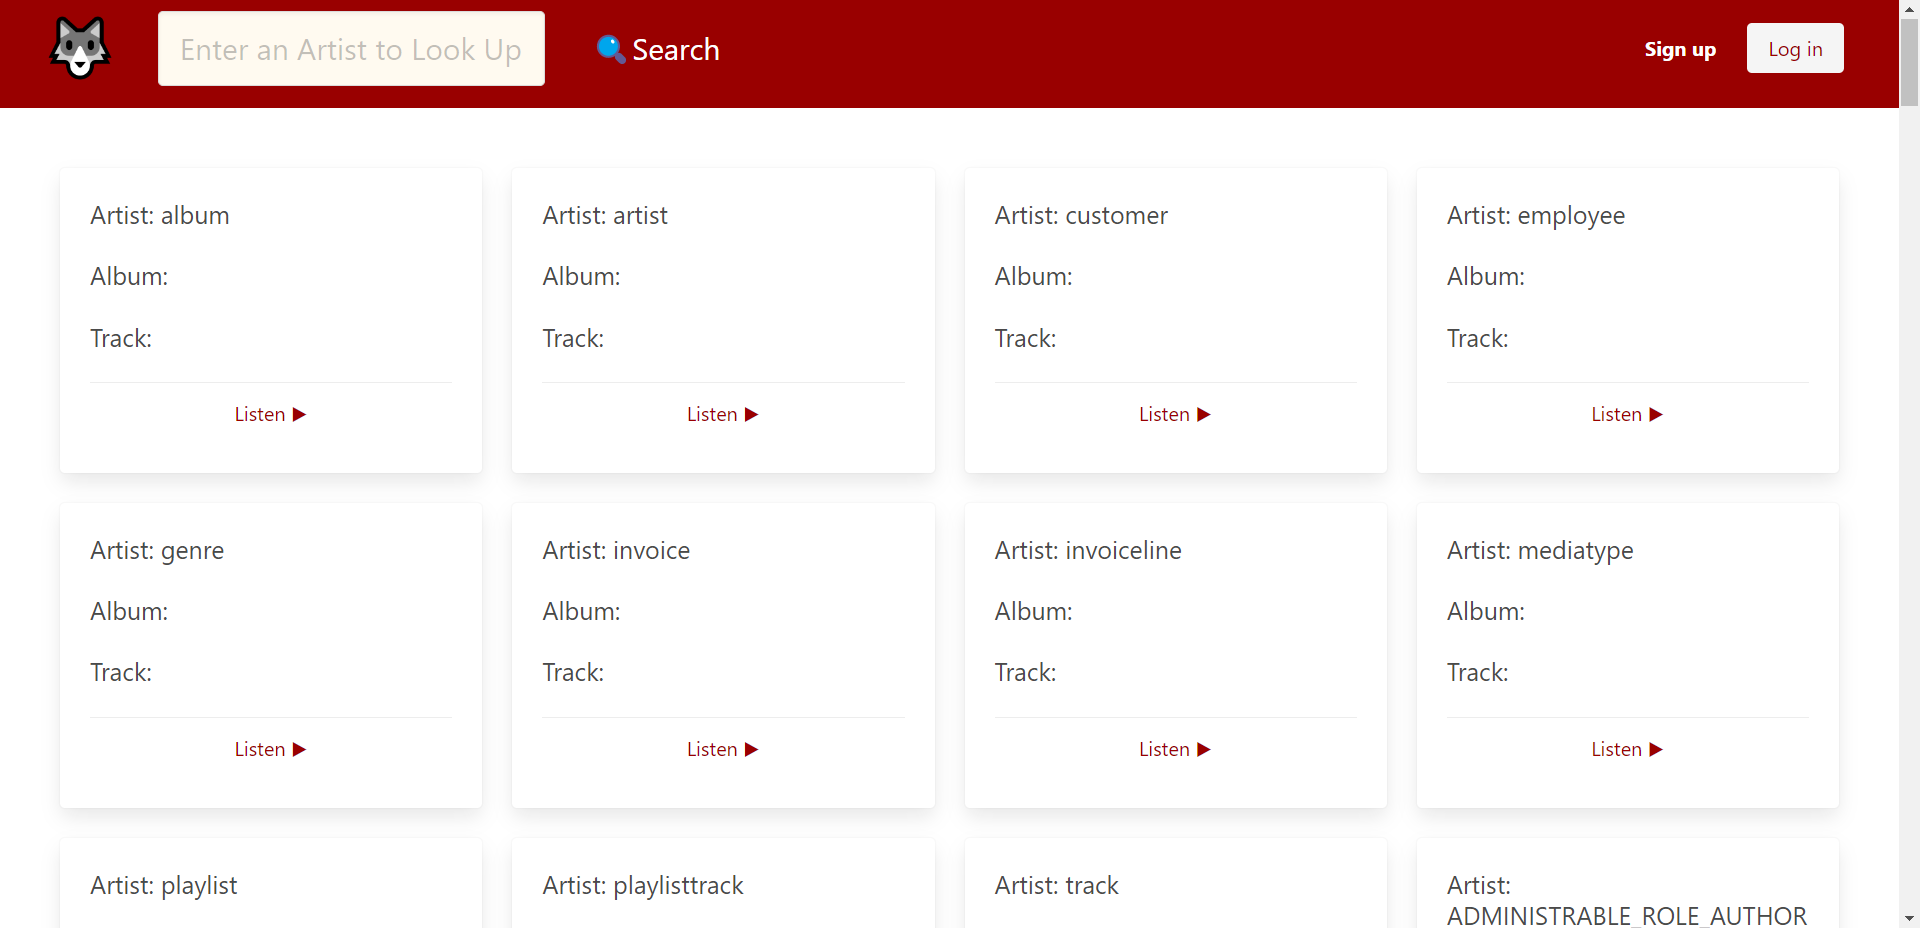 Enter an Artist to Look Up
Search
Sign up
Log in
Artist: album
Album:
Track:
Listen ▶
Artist: artist
Album:
Track:
Listen ▶
Artist: customer
Album:
Track:
Listen ▶
Artist: employee
Album:
Track:
Listen ▶
Artist: genre
Album:
Track:
Listen ▶
Artist: invoice
Album:
Track:
Listen ▶
Artist: invoiceline
Album:
Track:
Listen ▶
Artist: mediatype
Album:
Track:
Listen ▶
Artist: playlist
Artist: playlisttrack
Artist: track
Artist:
ADMINISTRABLE_ROLE_AUTHOR